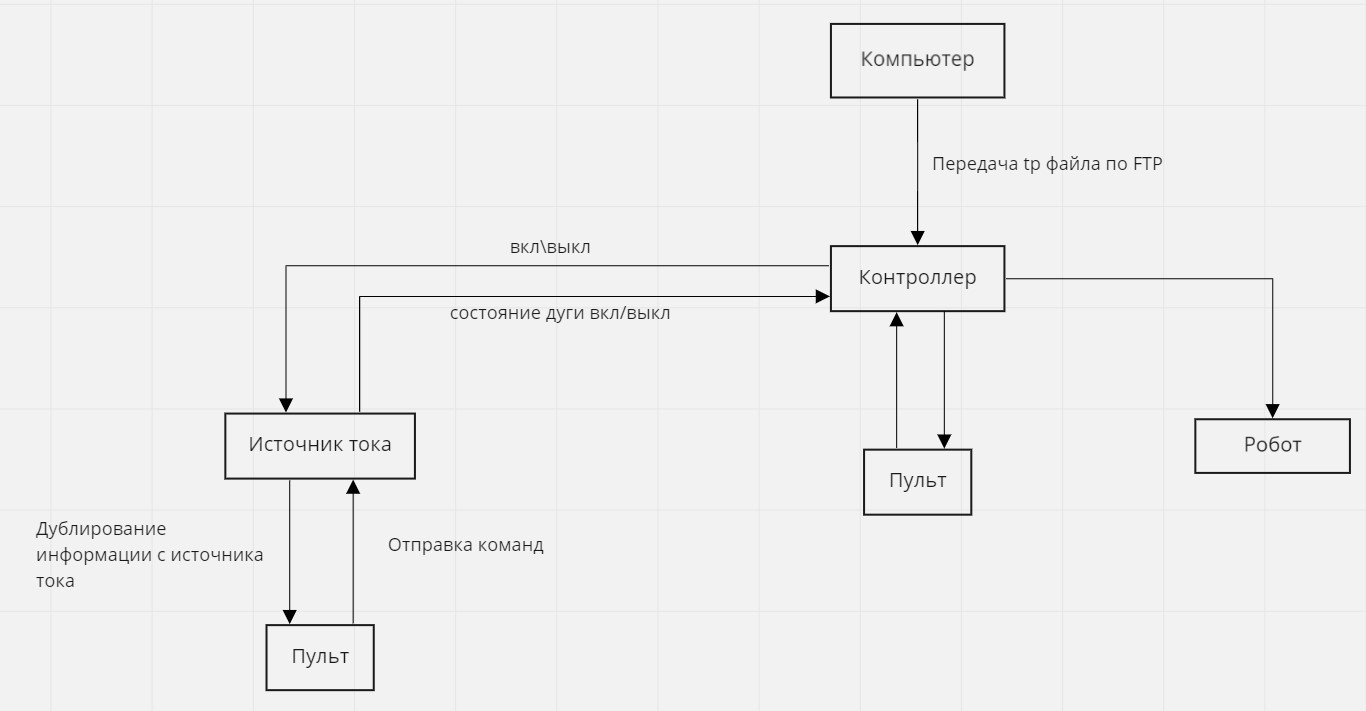 Компьютер
Передача tp файла по FTP
вкл\выкл
Контроллер
состояние дуги вкл/выкл
Источник тока
Робот
Пульт
Дублирование
информации с источника
тока
Отправка команд
Пульт